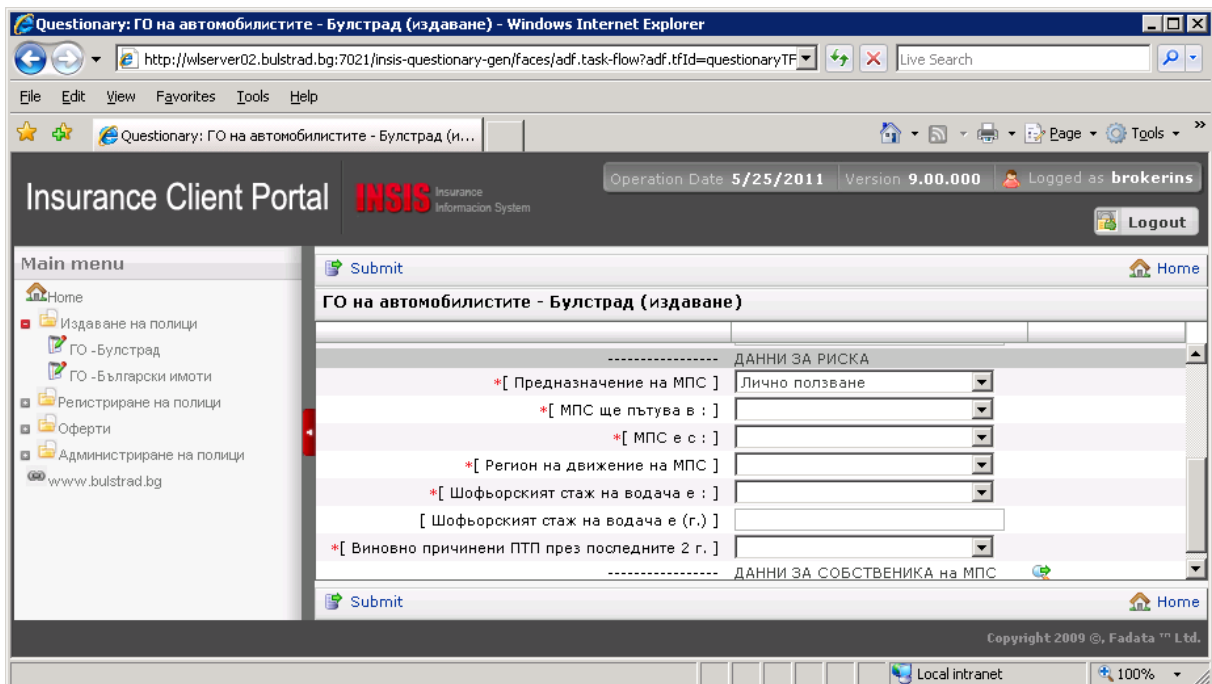 Questionary: ГО на автомобилистите - Булстрад (издаване) - Windows Internet Explorer
http://wlserver02.bulstrad.bg:7021/insis-questionary-gen/faces/adf.task-flow?adf.tfId=questionaryTF
Live Search
File Edit View Favorites Tools Help
Questionary: ГО на автомобилистите - Булстрад (и...
Page Tools »
Insurance Client Portal
INSIS Insurance Informacion System
Operation Date 5/25/2011 Version 9.00.000 Logged as brokerins
Logout
Main menu
Home
Издаване на полици
ГО -Булстрад
ГО -Български имоти
Регистриране на полици
Оферти
Администриране на полици
www.bulstrad.bg
Submit Home
ГО на автомобилистите - Булстрад (издаване)
----------------- ДАННИ ЗА РИСКА
*[ Предназначение на МПС ] Лично ползване
*[ МПС ще пътува в : ]
*[ МПС е с : ]
*[ Регион на движение на МПС ]
*[ Шофьорският стаж на водача е : ]
[ Шофьорският стаж на водача е (г.) ]
*[ Виновно причинени ПТП през последните 2 г. ]
----------------- ДАННИ ЗА СОБСТВЕНИКА на МПС
Submit Home
Copyright 2009 ©, Fadata ™ Ltd.
Local intranet 100%